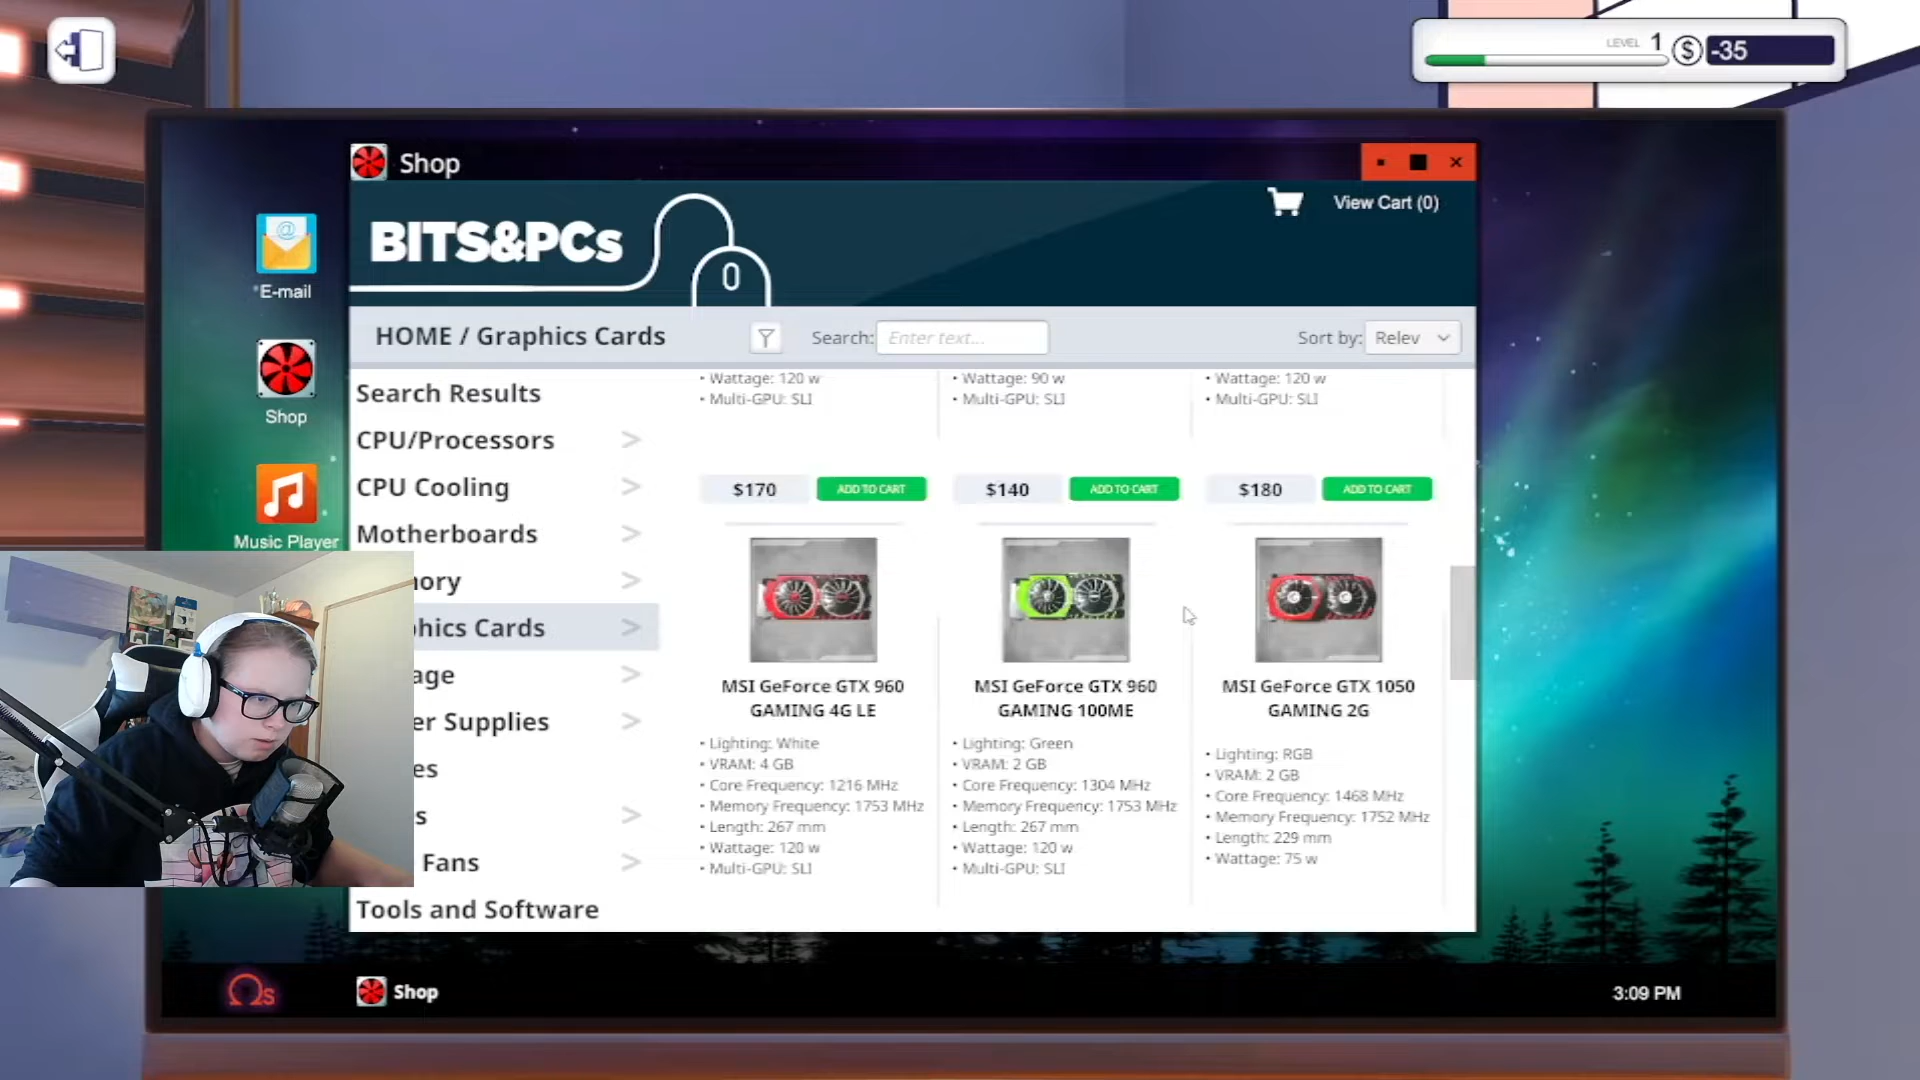 LEVEL 1 $ -35
Shop
BITS&PCs
View Cart (0)
HOME / Graphics Cards
Search: Enter text...
Sort by: Relev
*E-mail
Shop
Music Player
Search Results
CPU/Processors >
CPU Cooling >
Motherboards >
ory >
hics Cards >
age >
er Supplies >
es
s >
Fans >
Tools and Software
• Wattage: 120 w
• Multi-GPU: SLI
$170 ADD TO CART
• Wattage: 90 w
• Multi-GPU: SLI
$140 ADD TO CART
• Wattage: 120 w
• Multi-GPU: SLI
$180 ADD TO CART
MSI GeForce GTX 960
GAMING 4G LE
• Lighting: White
• VRAM: 4 GB
• Core Frequency: 1216 MHz
• Memory Frequency: 1753 MHz
• Length: 267 mm
• Wattage: 120 w
• Multi-GPU: SLI
MSI GeForce GTX 960
GAMING 100ME
• Lighting: Green
• VRAM: 2 GB
• Core Frequency: 1304 MHz
• Memory Frequency: 1753 MHz
• Length: 267 mm
• Wattage: 120 w
• Multi-GPU: SLI
MSI GeForce GTX 1050
GAMING 2G
• Lighting: RGB
• VRAM: 2 GB
• Core Frequency: 1468 MHz
• Memory Frequency: 1752 MHz
• Length: 229 mm
• Wattage: 75 w
Ωs
Shop
3:09 PM